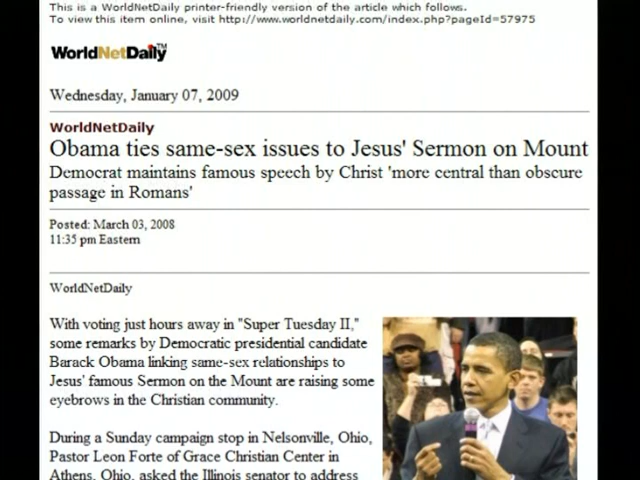 This is a WorldNetDaily printer-friendly version of the article which follows.
To view this item online, visit http://www.worldnetdaily.com/index.php?pageId=57975
WorldNetDaily™
Wednesday, January 07, 2009
WorldNetDaily
Obama ties same-sex issues to Jesus' Sermon on Mount
Democrat maintains famous speech by Christ 'more central than obscure
passage in Romans'
Posted: March 03, 2008
11:35 pm Eastern
WorldNetDaily
With voting just hours away in "Super Tuesday II,"
some remarks by Democratic presidential candidate
Barack Obama linking same-sex relationships to
Jesus' famous Sermon on the Mount are raising some
eyebrows in the Christian community.
During a Sunday campaign stop in Nelsonville, Ohio,
Pastor Leon Forte of Grace Christian Center in
Athens, Ohio, asked the Illinois senator to address